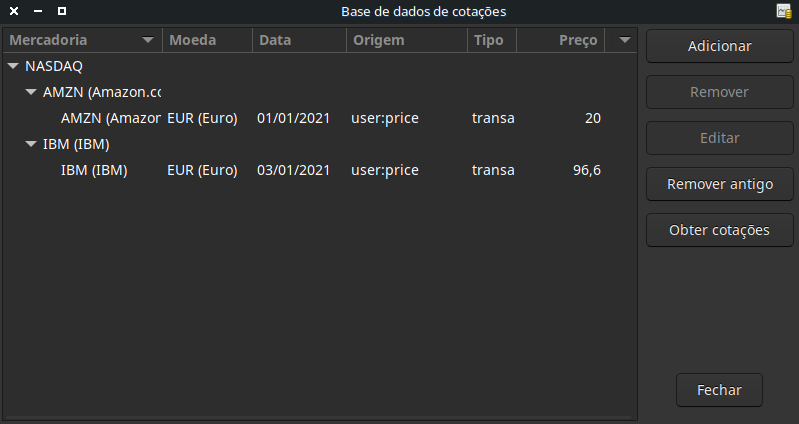 Base de dados de cotações
Mercadoria Moeda Data Origem Tipo Preço
NASDAQ
AMZN (Amazon.co
AMZN (Amazon EUR (Euro) 01/01/2021 user:price transa 20
IBM (IBM)
IBM (IBM) EUR (Euro) 03/01/2021 user:price transa 96,6
Adicionar
Remover
Editar
Remover antigo
Obter cotações
Fechar